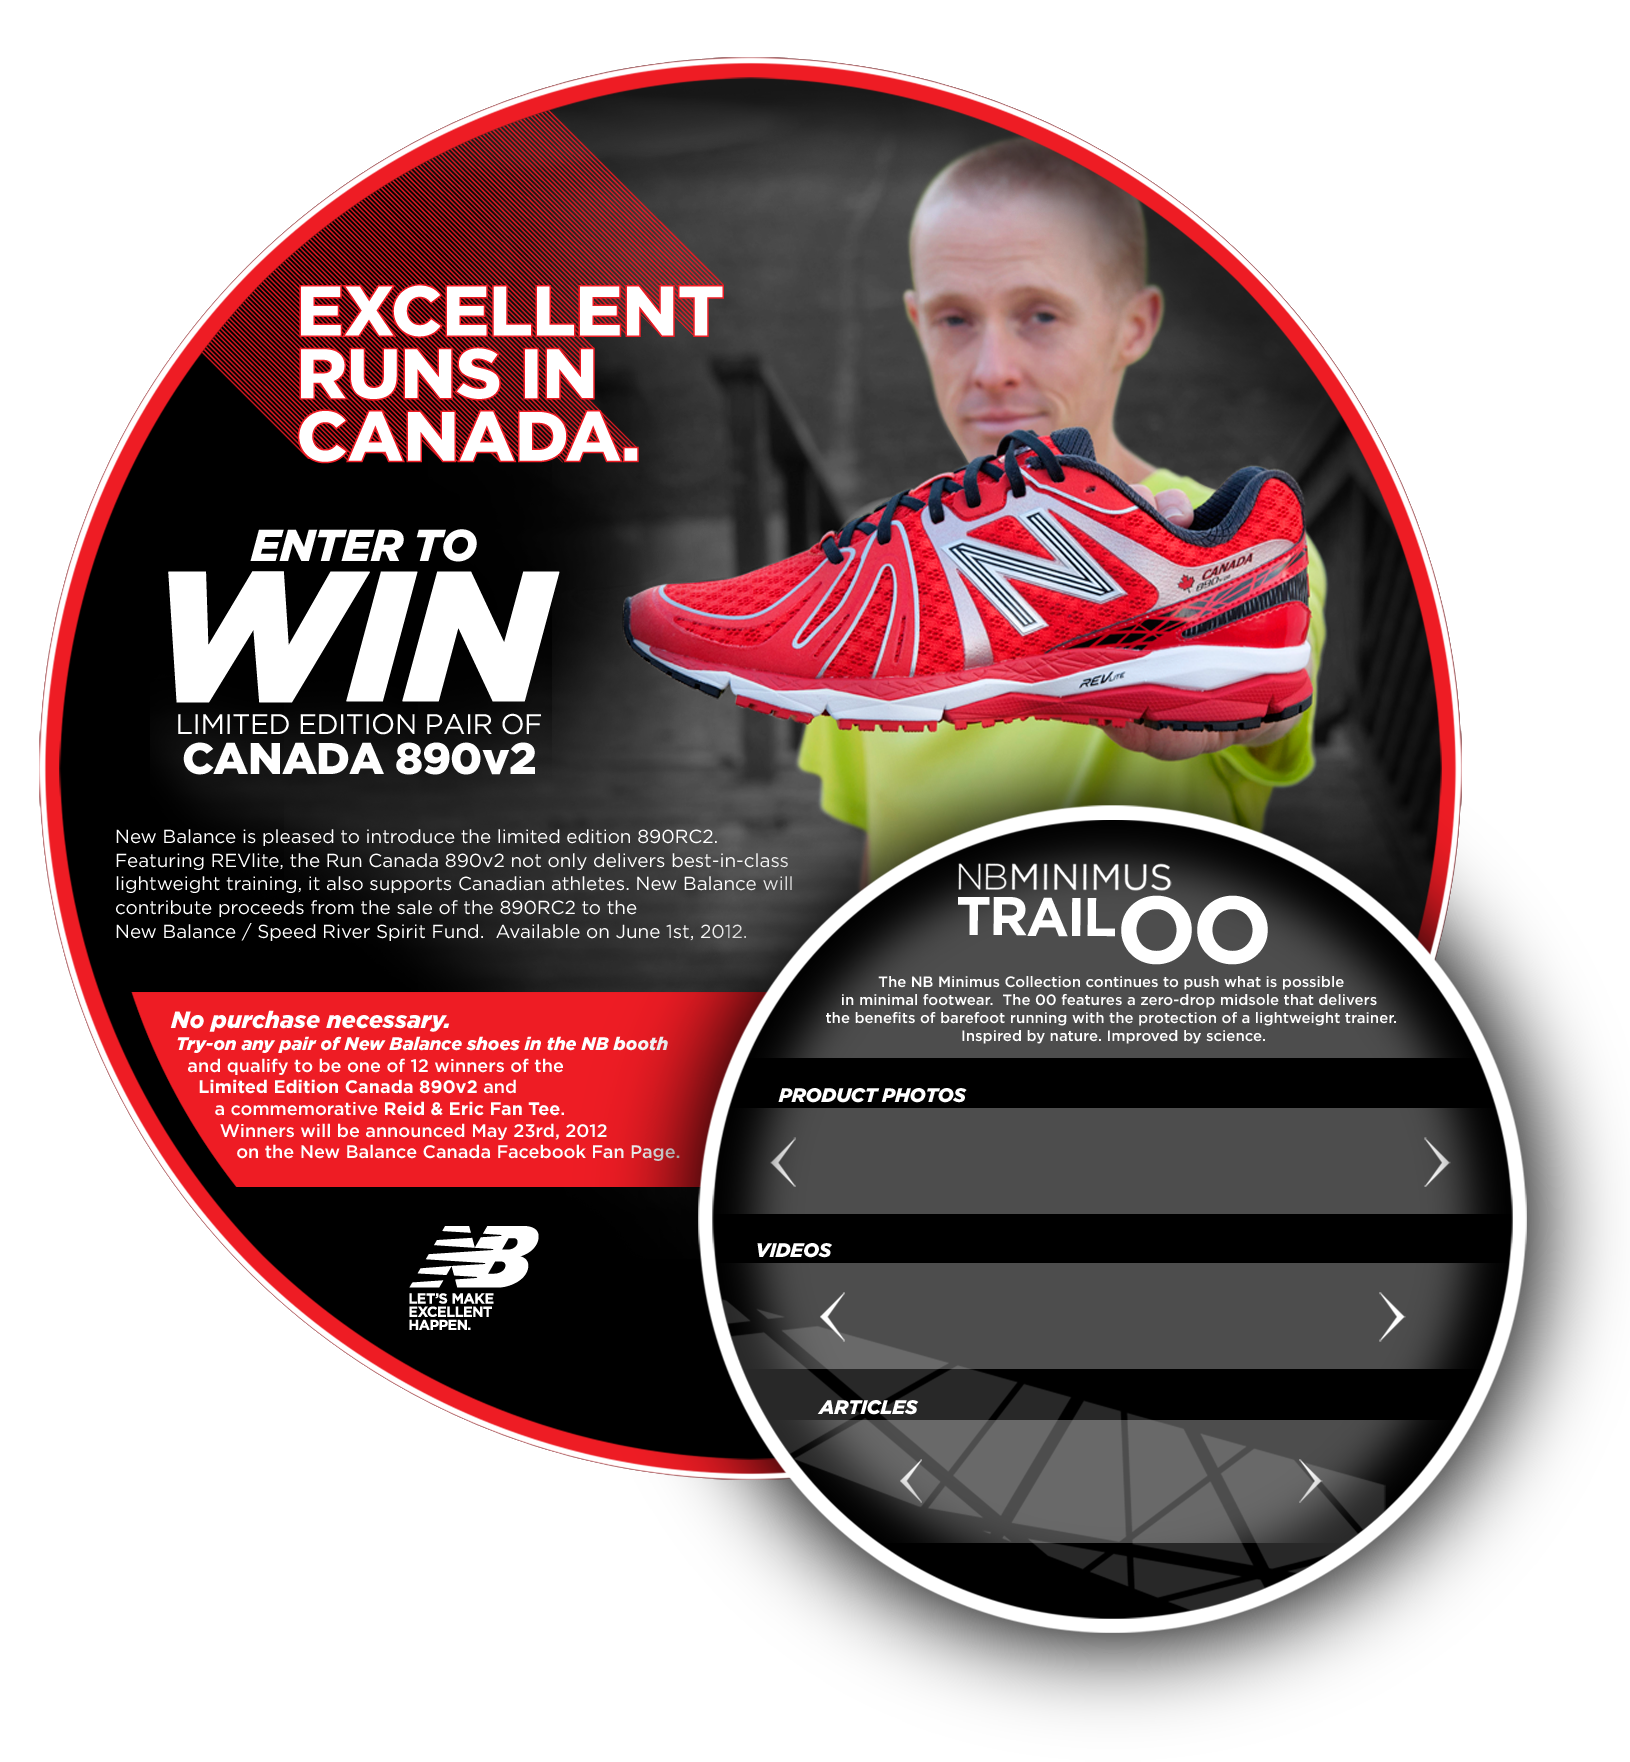 EXCELLENT
RUNS IN
CANADA.
ENTER TO
WIN
LIMITED EDITION PAIR OF
CANADA 890v2
New Balance is pleased to introduce the limited edition 890RC2.
Featuring REVlite, the Run Canada 890v2 not only delivers best-in-class
lightweight training, it also supports Canadian athletes. New Balance will
contribute proceeds from the sale of the 890RC2 to the
New Balance / Speed River Spirit Fund.  Available on June 1st, 2012.
No purchase necessary.
Try-on any pair of New Balance shoes in the NB booth
and qualify to be one of 12 winners of the
Limited Edition Canada 890v2 and
a commemorative Reid & Eric Fan Tee.
Winners will be announced May 23rd, 2012
on the New Balance Canada Facebook Fan Page.
NB
LET'S MAKE
EXCELLENT
HAPPEN.
N
CANADA
890
REVLITE
NBMINIMUS
TRAIL OO
The NB Minimus Collection continues to push what is possible
in minimal footwear.  The 00 features a zero-drop midsole that delivers
the benefits of barefoot running with the protection of a lightweight trainer.
Inspired by nature. Improved by science.
PRODUCT PHOTOS
VIDEOS
ARTICLES